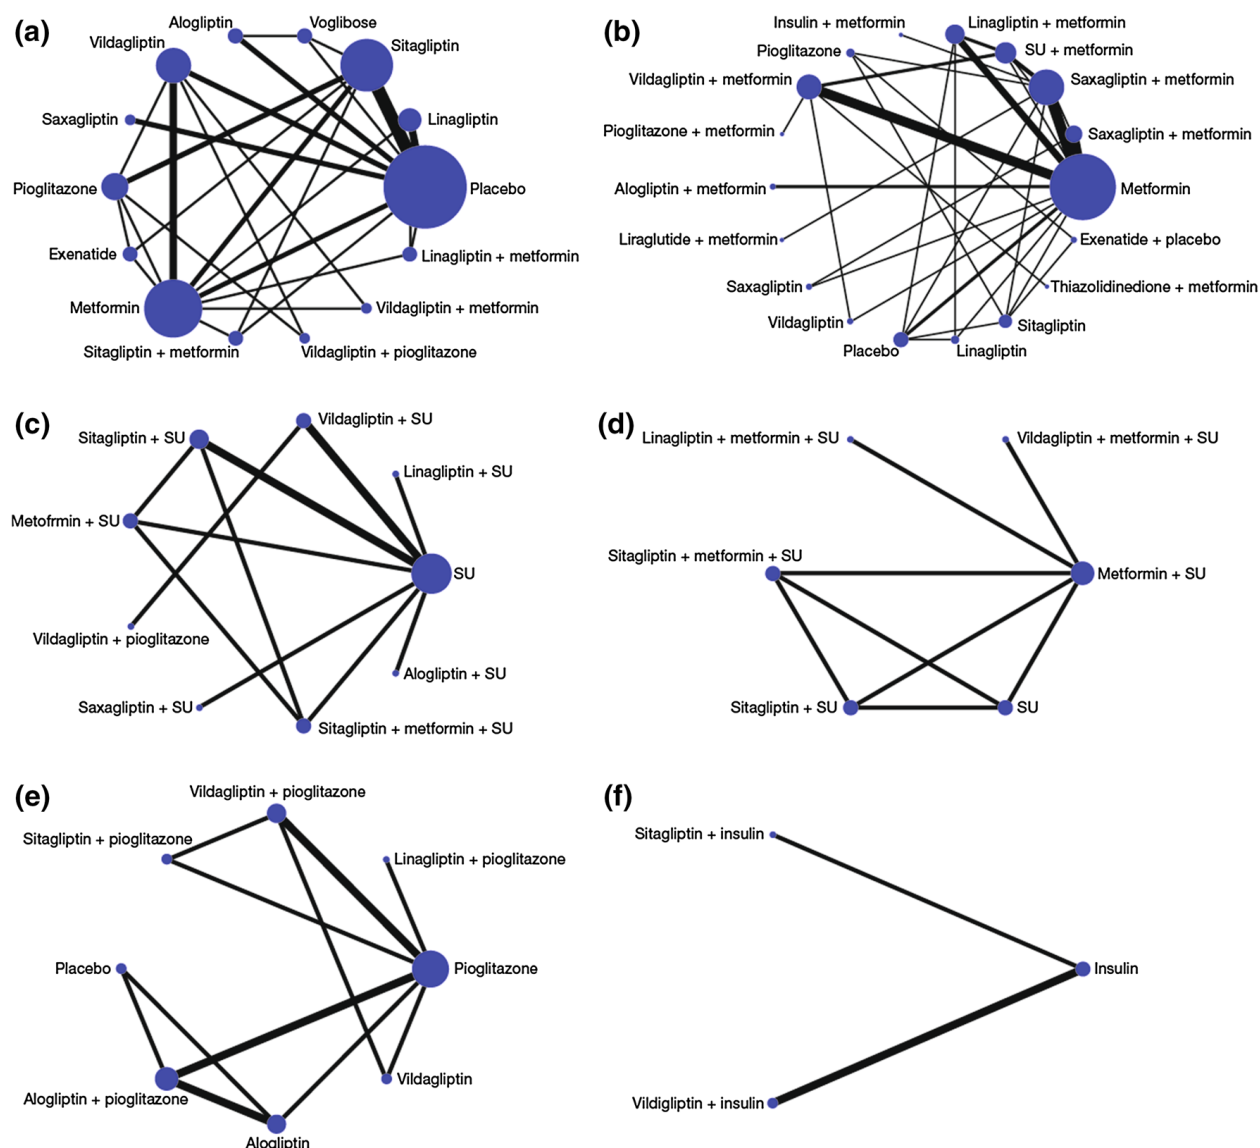 (a)
Alogliptin
Voglibose
Vildagliptin
Sitagliptin
Saxagliptin
Linagliptin
Pioglitazone
Placebo
Exenatide
Linagliptin + metformin
Metformin
Vildagliptin + metformin
Sitagliptin + metformin
Vildagliptin + pioglitazone
(b)
Insulin + metformin
Linagliptin + metformin
Pioglitazone
SU + metformin
Vildagliptin + metformin
Saxagliptin + metformin
Pioglitazone + metformin
Saxagliptin + metformin
Alogliptin + metformin
Metformin
Liraglutide + metformin
Exenatide + placebo
Saxagliptin
Thiazolidinedione + metformin
Vildagliptin
Sitagliptin
Placebo
Linagliptin
(c)
Vildagliptin + SU
Sitagliptin + SU
Linagliptin + SU
Metofrmin + SU
SU
Vildagliptin + pioglitazone
Alogliptin + SU
Saxagliptin + SU
Sitagliptin + metformin + SU
(d)
Linagliptin + metformin + SU
Vildagliptin + metformin + SU
Sitagliptin + metformin + SU
Metformin + SU
Sitagliptin + SU
SU
(e)
Vildagliptin + pioglitazone
Sitagliptin + pioglitazone
Linagliptin + pioglitazone
Placebo
Pioglitazone
Alogliptin + pioglitazone
Vildagliptin
Alogliptin
(f)
Sitagliptin + insulin
Insulin
Vildigliptin + insulin